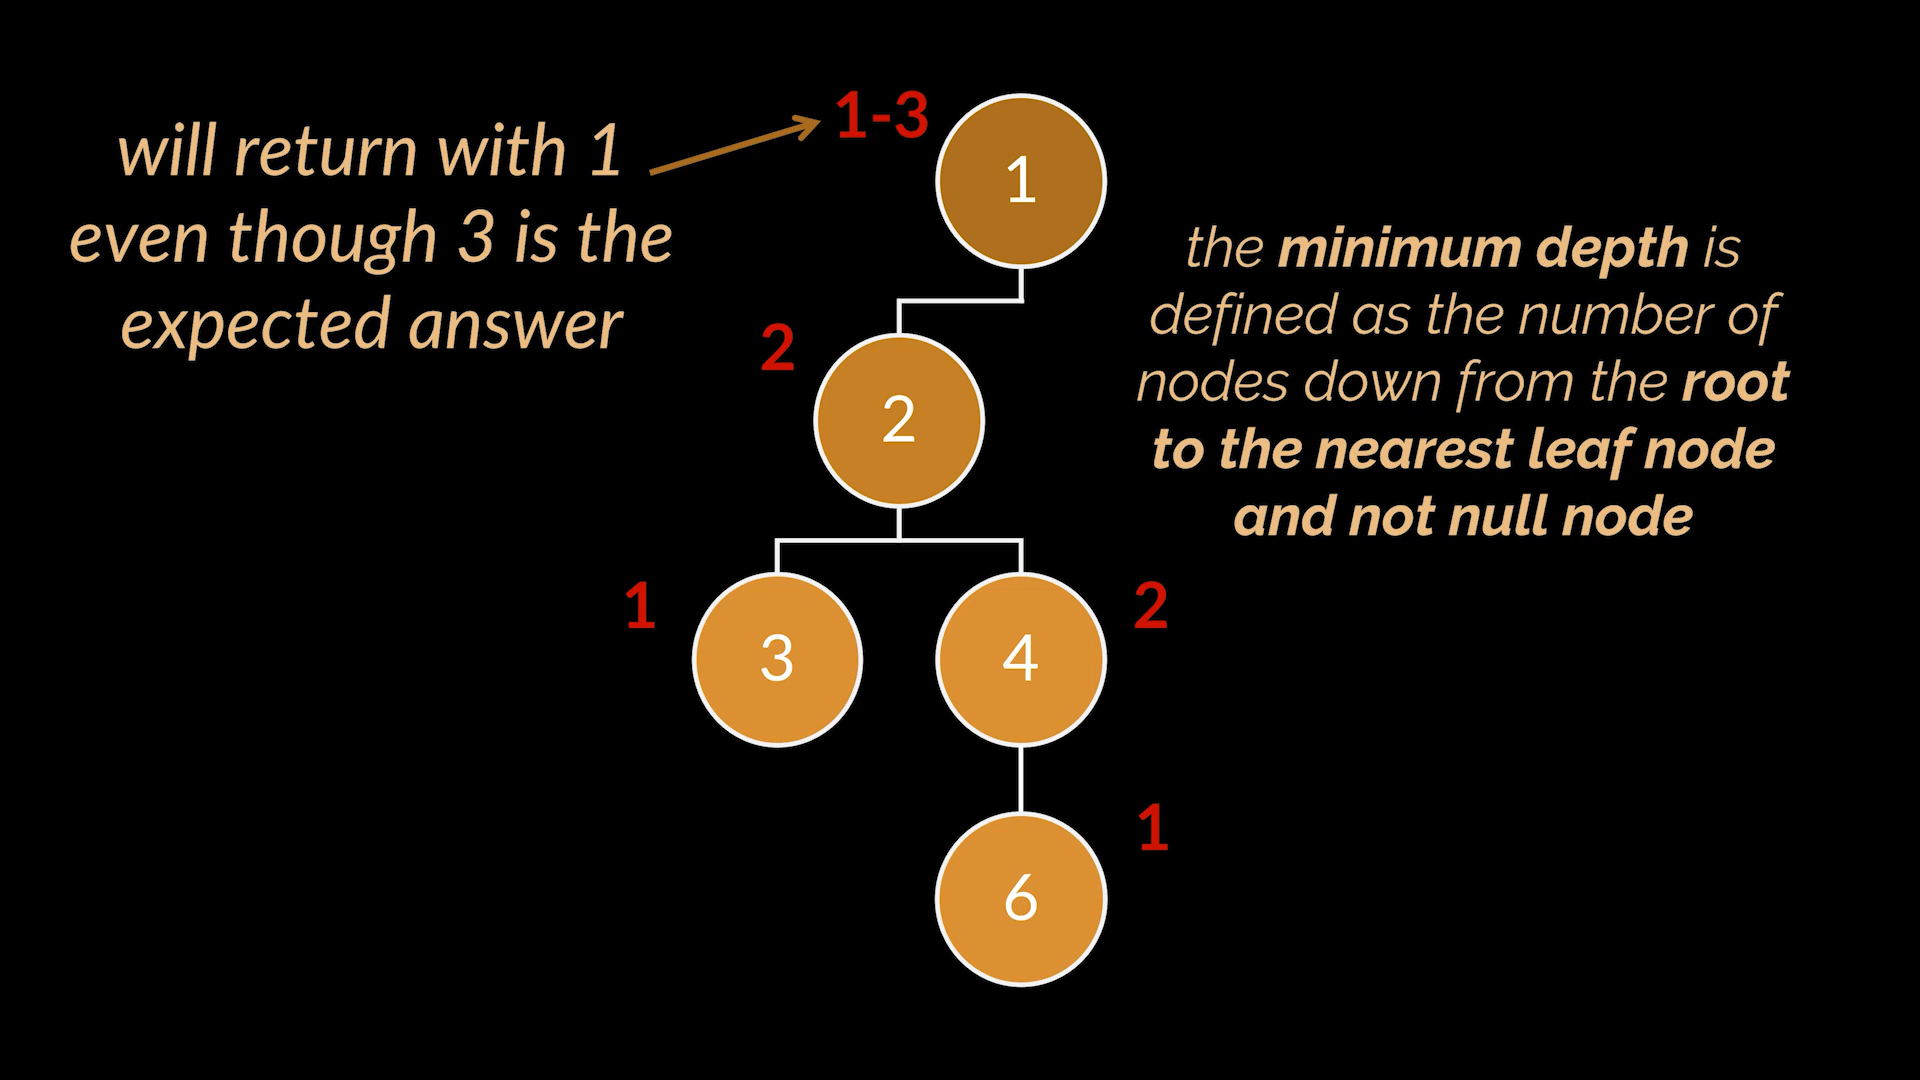 will return with 1
even though 3 is the
expected answer
1-3
1
the minimum depth is
defined as the number of
nodes down from the root
to the nearest leaf node
and not null node
2
2
1
3
4
2
1
6